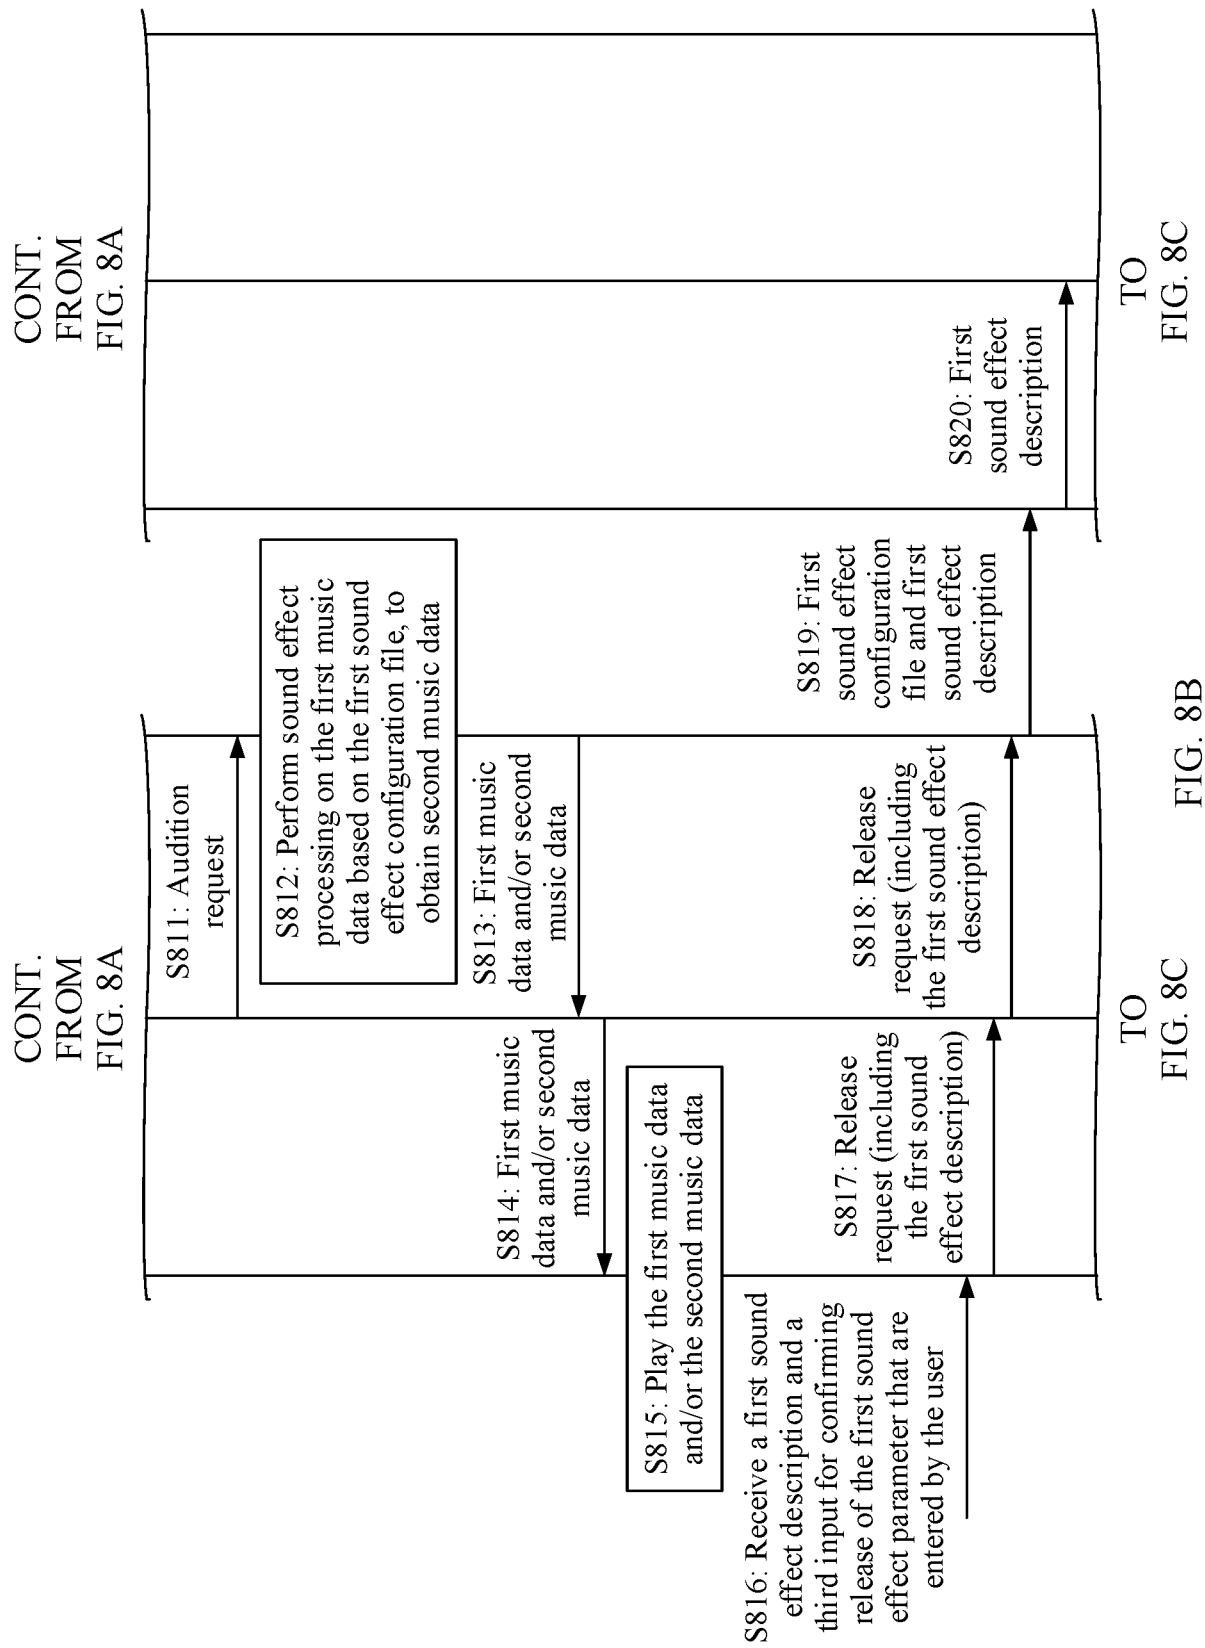 CONT.
FROM
FIG. 8A
CONT.
FROM
FIG. 8A
S811: Audition
request
S812: Perform sound effect
processing on the first music
data based on the first sound
effect configuration file, to
obtain second music data
S813: First music
data and/or second
music data
S814: First music
data and/or second
music data
S815: Play the first music data
and/or the second music data
S816: Receive a first sound
effect description and a
third input for confirming
release of the first sound
effect parameter that are
entered by the user
S817: Release
request (including
the first sound
effect description)
S818: Release
request (including
the first sound effect
description)
S819: First
sound effect
configuration
file and first
sound effect
description
S820: First
sound effect
description
TO
FIG. 8C
TO
FIG. 8C
FIG. 8B